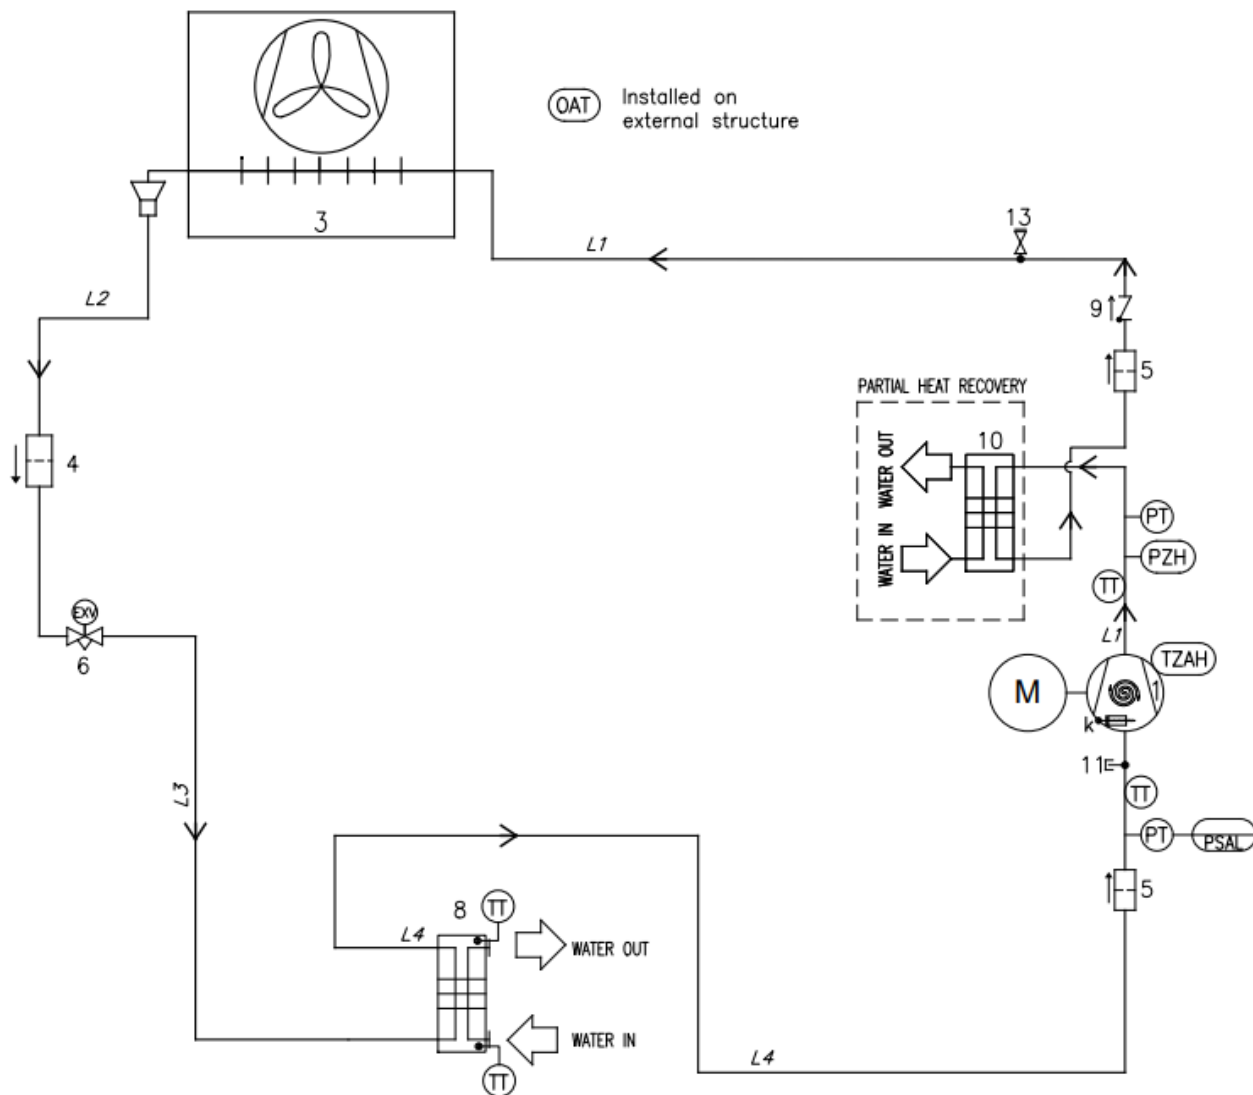 OAT
Installed on
external structure
3
13
L1
L2
9
5
PARTIAL HEAT RECOVERY
4
10
WATER IN WATER OUT
PT
PZH
TT
L1
EXV
6
TZAH
M
1
k
11
TT
L3
PT
PSAL
5
8
TT
L4
WATER OUT
WATER IN
L4
TT